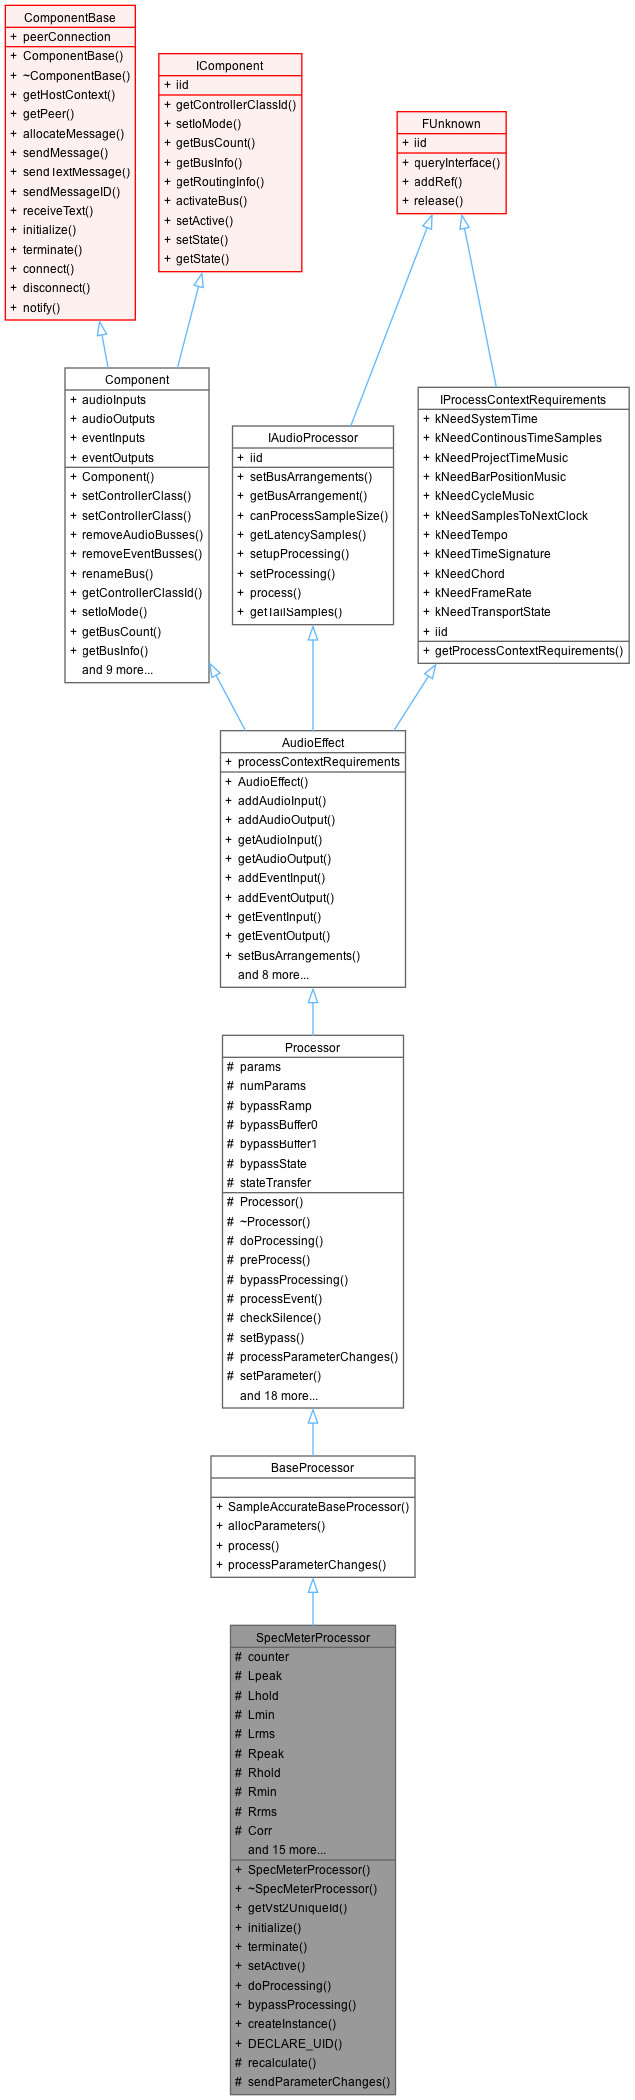 ComponentBase
+ peerConnection
+ ComponentBase()
+ ~ComponentBase()
+ getHostContext()
+ getPeer()
+ allocateMessage()
+ sendMessage()
+ sendTextMessage()
+ sendMessageID()
+ receiveText()
+ initialize()
+ terminate()
+ connect()
+ disconnect()
+ notify()
IComponent
+ iid
+ getControllerClassId()
+ setIoMode()
+ getBusCount()
+ getBusInfo()
+ getRoutingInfo()
+ activateBus()
+ setActive()
+ setState()
+ getState()
FUnknown
+ iid
+ queryInterface()
+ addRef()
+ release()
Component
+ audioInputs
+ audioOutputs
+ eventInputs
+ eventOutputs
+ Component()
+ setControllerClass()
+ setControllerClass()
+ removeAudioBusses()
+ removeEventBusses()
+ renameBus()
+ getControllerClassId()
+ setIoMode()
+ getBusCount()
+ getBusInfo()
and 9 more...
IAudioProcessor
+ iid
+ setBusArrangements()
+ getBusArrangement()
+ canProcessSampleSize()
+ getLatencySamples()
+ setupProcessing()
+ setProcessing()
+ process()
+ getTailSamples()
IProcessContextRequirements
+ kNeedSystemTime
+ kNeedContinousTimeSamples
+ kNeedProjectTimeMusic
+ kNeedBarPositionMusic
+ kNeedCycleMusic
+ kNeedSamplesToNextClock
+ kNeedTempo
+ kNeedTimeSignature
+ kNeedChord
+ kNeedFrameRate
+ kNeedTransportState
+ iid
+ getProcessContextRequirements()
AudioEffect
+ processContextRequirements
+ AudioEffect()
+ addAudioInput()
+ addAudioOutput()
+ getAudioInput()
+ getAudioOutput()
+ addEventInput()
+ addEventOutput()
+ getEventInput()
+ getEventOutput()
+ setBusArrangements()
and 8 more...
Processor
# params
# numParams
# bypassRamp
# bypassBuffer0
# bypassBuffer1
# bypassState
# stateTransfer
# Processor()
# ~Processor()
# doProcessing()
# preProcess()
# bypassProcessing()
# processEvent()
# checkSilence()
# setBypass()
# processParameterChanges()
# setParameter()
and 18 more...
BaseProcessor
+ SampleAccurateBaseProcessor()
+ allocParameters()
+ process()
+ processParameterChanges()
SpecMeterProcessor
# counter
# Lpeak
# Lhold
# Lmin
# Lrms
# Rpeak
# Rhold
# Rmin
# Rrms
# Corr
and 15 more...
+ SpecMeterProcessor()
+ ~SpecMeterProcessor()
+ getVst2UniqueId()
+ initialize()
+ terminate()
+ setActive()
+ doProcessing()
+ bypassProcessing()
+ createInstance()
+ DECLARE_UID()
# recalculate()
# sendParameterChanges()